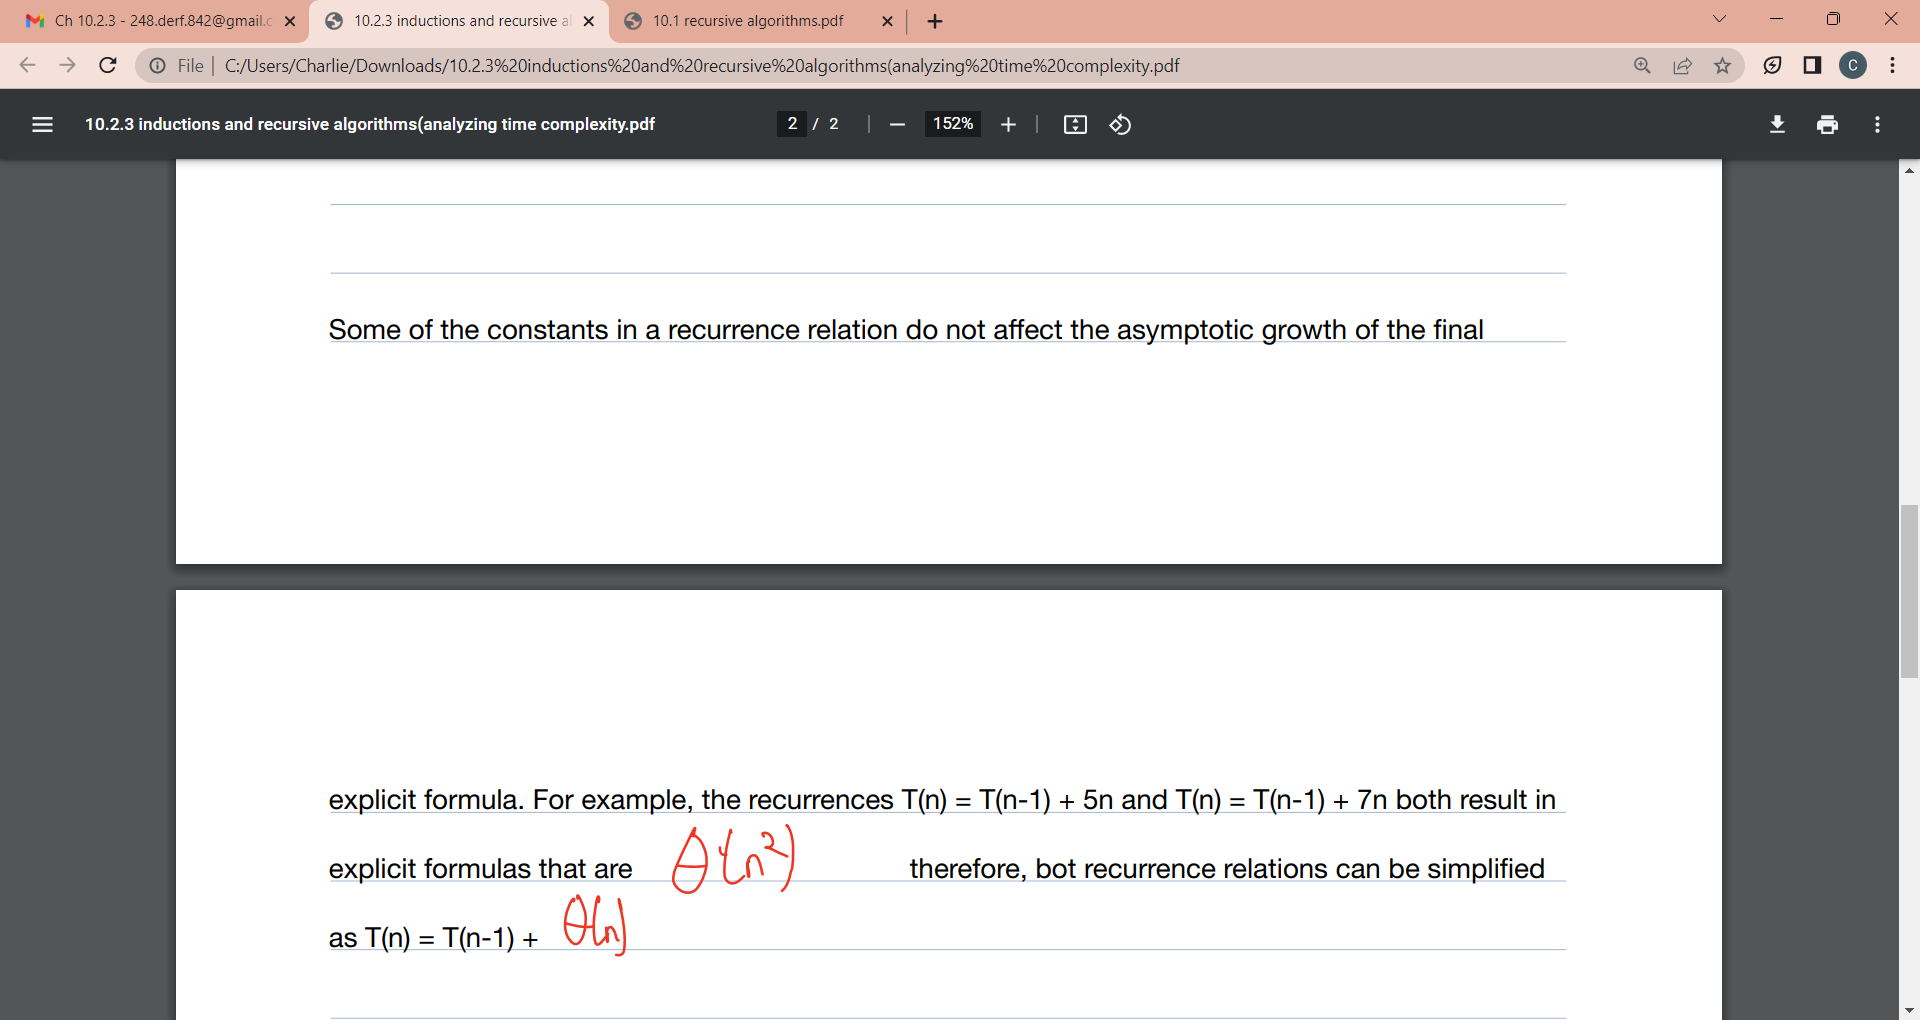 Ch 10.2.3 - 248.derf.842@gmail.c
10.2.3 inductions and recursive al
10.1 recursive algorithms.pdf
File | C:/Users/Charlie/Downloads/10.2.3%20inductions%20and%20recursive%20algorithms(analyzing%20time%20complexity.pdf
C
10.2.3 inductions and recursive algorithms(analyzing time complexity.pdf
2 / 2
152%
Some of the constants in a recurrence relation do not affect the asymptotic growth of the final
explicit formula. For example, the recurrences T(n) = T(n-1) + 5n and T(n) = T(n-1) + 7n both result in
explicit formulas that are Θ(n²) therefore, bot recurrence relations can be simplified
as T(n) = T(n-1) + Θ(n)